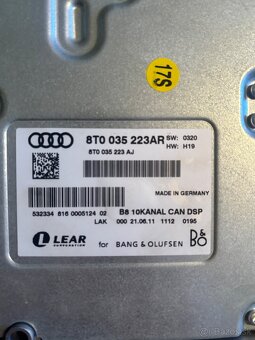 17S
8T0 035 223AR SW: 0320
8T0 035 223 AJ HW: H19
MADE IN GERMANY
532334 816 0005124 02 B8 10KANAL CAN DSP
LAK 000 21.06.11 1112 0195
L LEAR CORPORATION for BANG & OLUFSEN B&O